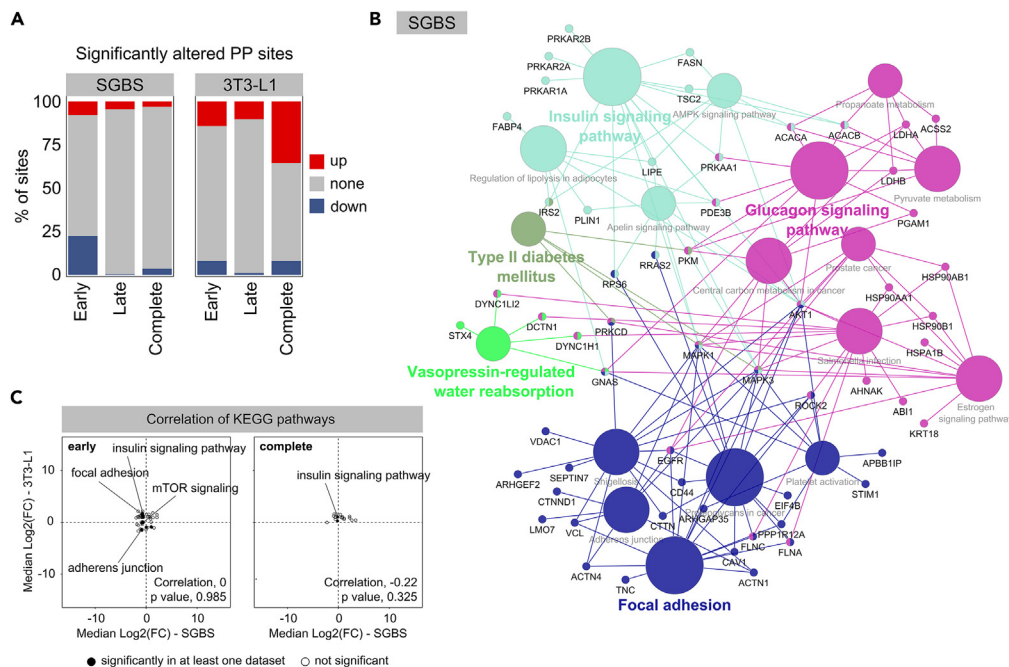 A
Significantly altered PP sites
SGBS
3T3-L1
% of sites
100
75
50
25
0
Early
Late
Complete
Early
Late
Complete
up
none
down
B
SGBS
PRKAR2B
PRKAR2A
PRKAR1A
FASN
TSC2
Insulin signaling
pathway
AMPK signaling pathway
Propanoate metabolism
FABP4
ACACA
ACACB
LDHA
ACSS2
Regulation of lipolysis in adipocytes
LIPE
PRKAA1
LDHB
Pyruvate metabolism
IRS2
PLIN1
PDE3B
Glucagon signaling
pathway
PGAM1
Apelin signaling pathway
Type II diabetes
mellitus
RRAS2
PKM
Prostate cancer
RPS6
Central carbon metabolism in cancer
HSP90AB1
HSP90AA1
DYNC1LI2
DCTN1
PRKCD
AKT1
HSP90B1
STX4
DYNC1H1
MAPK1
Salmonella infection
HSPA1B
Vasopressin-regulated
water reabsorption
GNAS
MAPK3
AHNAK
ABI1
Estrogen
signaling pathway
ROCK2
KRT18
VDAC1
EGFR
APBB1IP
ARHGEF2
SEPTIN7
Shigellosis
CD44
Platelet activation
STIM1
CTNND1
Proteoglycans in cancer
EIF4B
LMO7
VCL
CTTN
ARHGAP35
PPP1R12A
Adherens junction
FLNC
FLNA
ACTN4
CAV1
ACTN1
TNC
Focal adhesion
C
Correlation of KEGG pathways
early
insulin signaling pathway
focal adhesion
mTOR signaling
adherens junction
Correlation, 0
p value, 0.985
complete
insulin signaling pathway
Correlation, -0.22
p value, 0.325
Median Log2(FC) - 3T3-L1
10
0
-10
-10
0
10
-10
0
10
Median Log2(FC) - SGBS
Median Log2(FC) - SGBS
significantly in at least one dataset
not significant